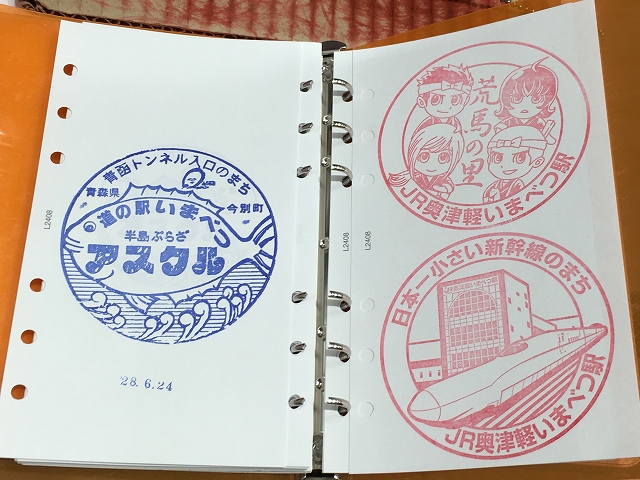 青函トンネル入口のまち
青森県
今別町
道の駅いまべつ
半島ぷらざ
アスクル
28.6.24
L2408
L2408
L2408
荒馬の里
JR奥津軽いまべつ駅
日本一小さい新幹線のまち
JR奥津軽いまべつ駅